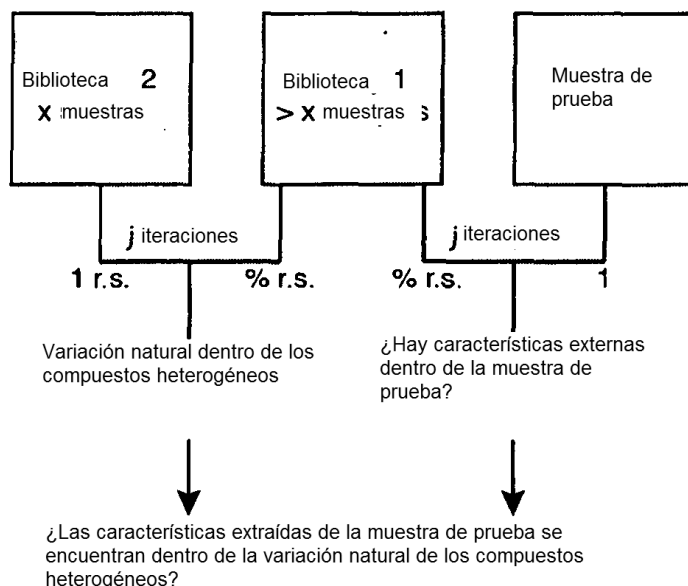 Biblioteca 2
x muestras
Biblioteca 1
> x muestras s
Muestra de
prueba
j iteraciones
j iteraciones
1 r.s.
% r.s.
% r.s.
1
Variación natural dentro de los
compuestos heterogéneos
¿Hay características externas
dentro de la muestra de
prueba?
¿Las características extraídas de la muestra de prueba se
encuentran dentro de la variación natural de los compuestos
heterogéneos?